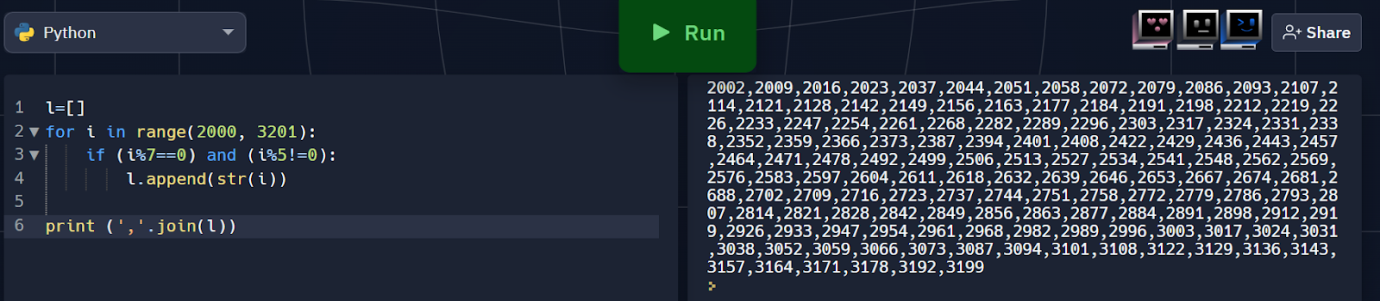 Python
Run
Share
1 l=[]
2 for i in range(2000, 3201):
3 if (i%7==0) and (i%5!=0):
4 l.append(str(i))
5
6 print (','.join(l))
2002,2009,2016,2023,2037,2044,2051,2058,2072,2079,2086,2093,2107,2
114,2121,2128,2142,2149,2156,2163,2177,2184,2191,2198,2212,2219,22
26,2233,2247,2254,2261,2268,2282,2289,2296,2303,2317,2324,2331,233
8,2352,2359,2366,2373,2387,2394,2401,2408,2422,2429,2436,2443,2457
,2464,2471,2478,2492,2499,2506,2513,2527,2534,2541,2548,2562,2569,
2576,2583,2597,2604,2611,2618,2632,2639,2646,2653,2667,2674,2681,2
688,2702,2709,2716,2723,2737,2744,2751,2758,2772,2779,2786,2793,28
07,2814,2821,2828,2842,2849,2856,2863,2877,2884,2891,2898,2912,291
9,2926,2933,2947,2954,2961,2968,2982,2989,2996,3003,3017,3024,3031
,3038,3052,3059,3066,3073,3087,3094,3101,3108,3122,3129,3136,3143,
3157,3164,3171,3178,3192,3199
>